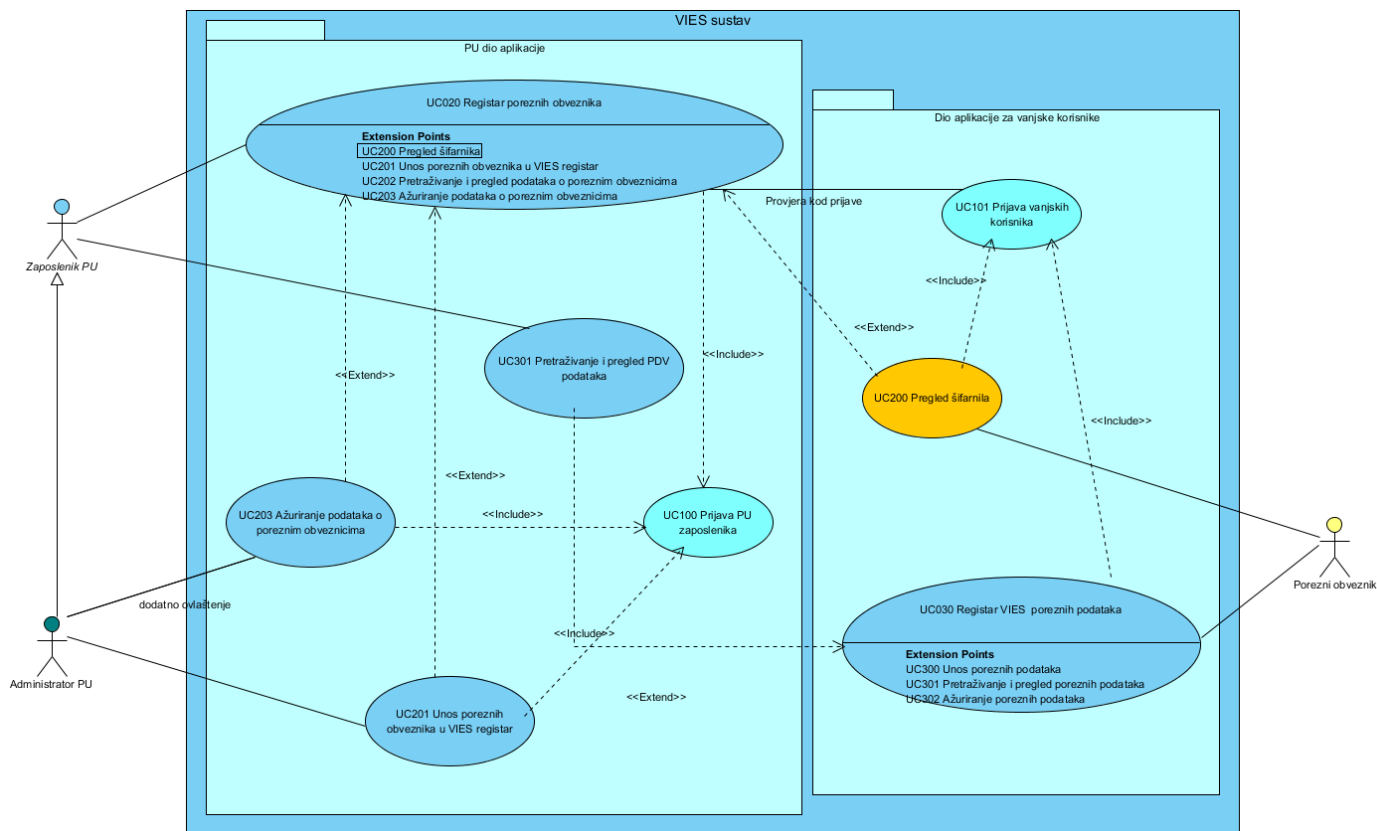 VIES sustav
PU dio aplikacije
UC020 Registar poreznih obveznika
Extension Points
UC200 Pregled šifarnika
UC201 Unos poreznih obveznika u VIES registar
UC202 Pretraživanje i pregled podataka o poreznim obveznicima
UC203 Ažuriranje podataka o poreznim obveznicima
Dio aplikacije za vanjske korisnike
Provjera kod prijave
UC101 Prijava vanjskih
korisnika
Zaposlenik PU
<<Include>>
<<Extend>>
<<Include>>
UC301 Pretraživanje i pregled PDV
podataka
<<Extend>>
UC200 Pregled šifarnila
<<Include>>
<<Extend>>
UC203 Ažuriranje podataka o
poreznim obveznicima
<<Include>>
UC100 Prijava PU
zaposlenika
Porezni obveznik
dodatno ovlaštenje
<<Include>>
UC030 Registar VIES  poreznih podataka
Extension Points
UC300 Unos poreznih podataka
UC301 Pretraživanje i pregled poreznih podataka
UC302 Ažuriranje poreznih podataka
Administrator PU
<<Extend>>
UC201 Unos poreznih
obveznika u VIES registar